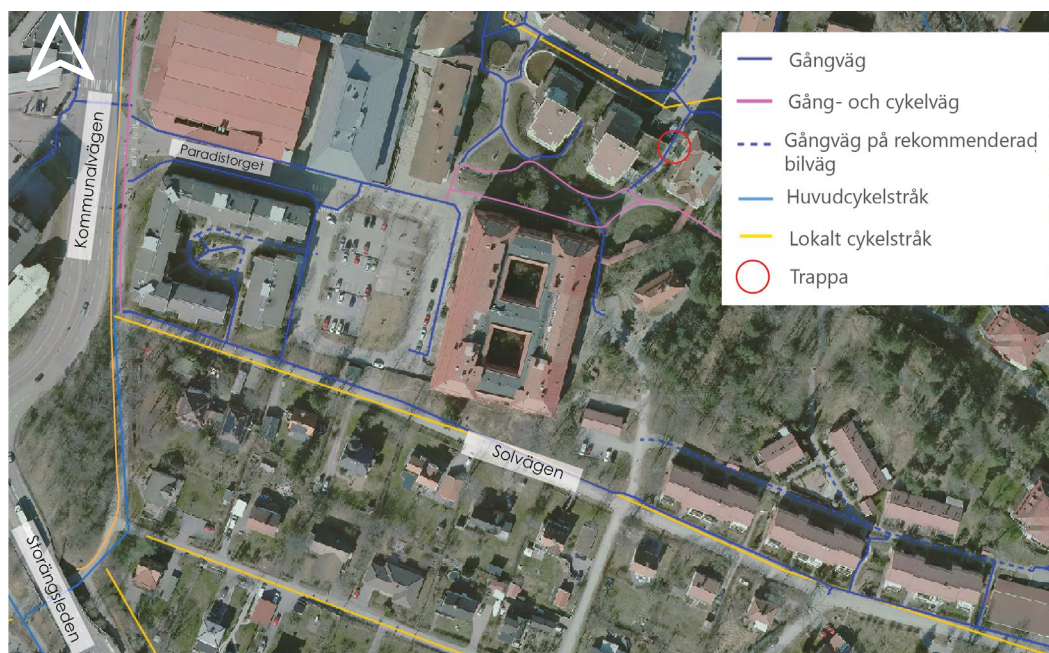 Gångväg
Gång- och cykelväg
Gångväg på rekommenderad
bilväg
Huvudcykelstråk
Lokalt cykelstråk
Trappa
Kommunalvägen
Paradistorget
Solvägen
Storängsleden